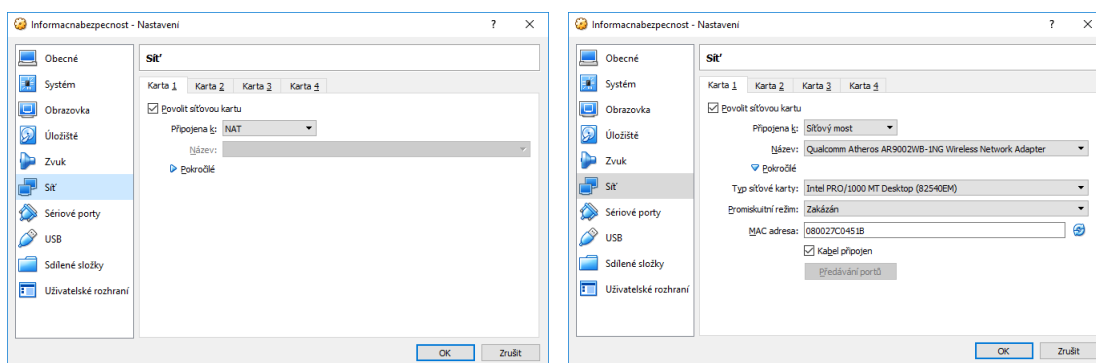 Informacnabezpecnost - Nastavení
?
Obecné
Systém
Obrazovka
Úložiště
Zvuk
Síť
Sériové porty
USB
Sdílené složky
Uživatelské rozhraní
Síť
Karta 1 Karta 2 Karta 3 Karta 4
Povolit síťovou kartu
Připojena k: NAT
Název:
Pokročilé
OK Zrušit
Informacnabezpecnost - Nastavení
?
Obecné
Systém
Obrazovka
Úložiště
Zvuk
Síť
Sériové porty
USB
Sdílené složky
Uživatelské rozhraní
Síť
Karta 1 Karta 2 Karta 3 Karta 4
Povolit síťovou kartu
Připojena k: Síťový most
Název: Qualcomm Atheros AR9002WB-1NG Wireless Network Adapter
Pokročilé
Typ síťové karty: Intel PRO/1000 MT Desktop (82540EM)
Promiskuitní režim: Zakázán
MAC adresa: 080027C0451B
Kabel připojen
Předávání portů
OK Zrušit